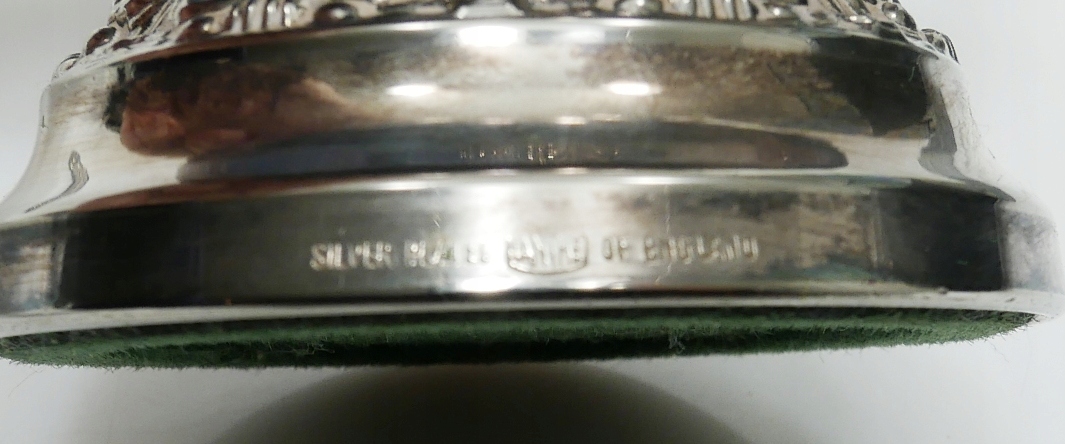 SILVER PLATE OF ENGLAND